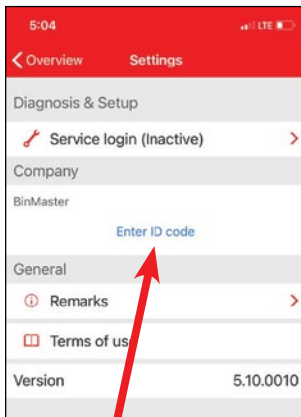 5:04 LTE
Overview Settings
Diagnosis & Setup
Service login (Inactive)
Company
BinMaster
Enter ID code
General
Remarks
Terms of use
Version 5.10.0010